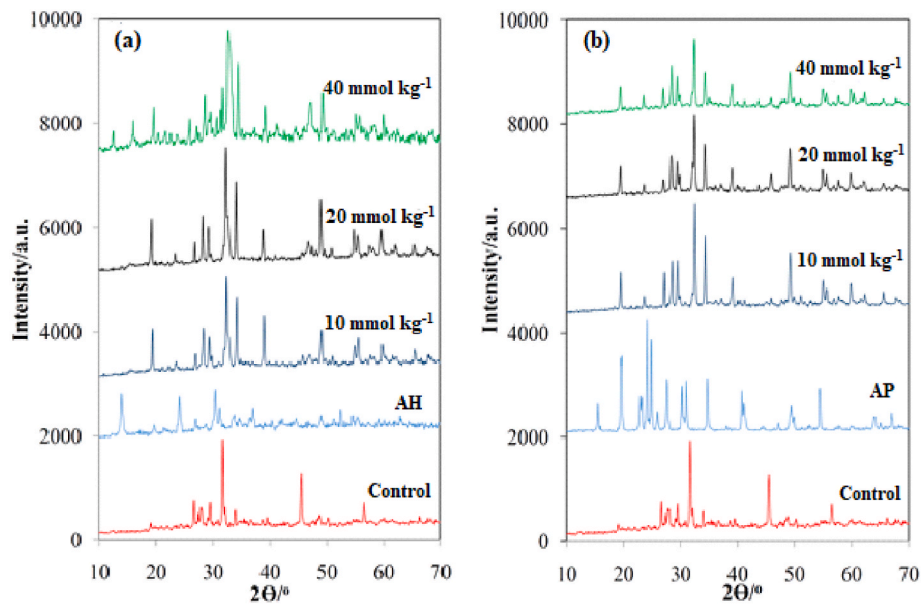 (a)
10000
8000
6000
4000
2000
0
Intensity/a.u.
40 mmol kg-1
20 mmol kg-1
10 mmol kg-1
AH
Control
10 20 30 40 50 60 70
2Θ/º
(b)
10000
8000
6000
4000
2000
0
Intensity/a.u.
40 mmol kg-1
20 mmol kg-1
10 mmol kg-1
AP
Control
10 20 30 40 50 60 70
2Θ/º